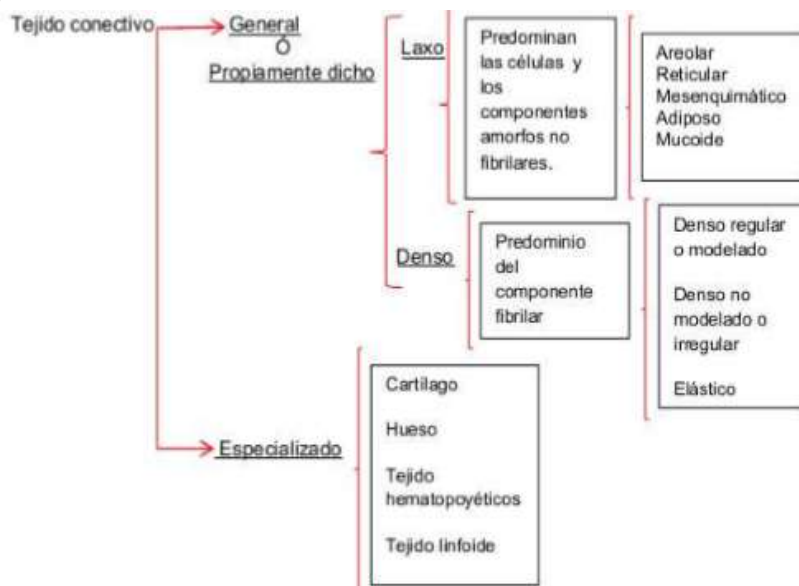 Tejido conectivo
General
Ó
Propiamente dicho
Laxo
Predominan
las células y
los
componentes
amorfos no
fibrilares.
Areolar
Reticular
Mesenquimático
Adiposo
Mucoide
Denso
Predominio
del
componente
fibrilar
Denso regular
o modelado
Denso no
modelado o
irregular
Elástico
Especializado
Cartilago
Hueso
Tejido
hematopoyéticos
Tejido linfoide